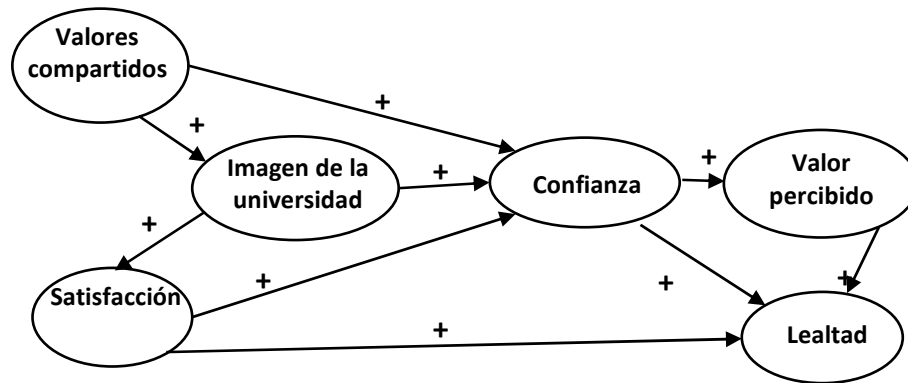 Valores
compartidos
+
+
Imagen de la
universidad
+
Confianza
+
Valor
percibido
+
+
Satisfacción
+
+
+
Lealtad